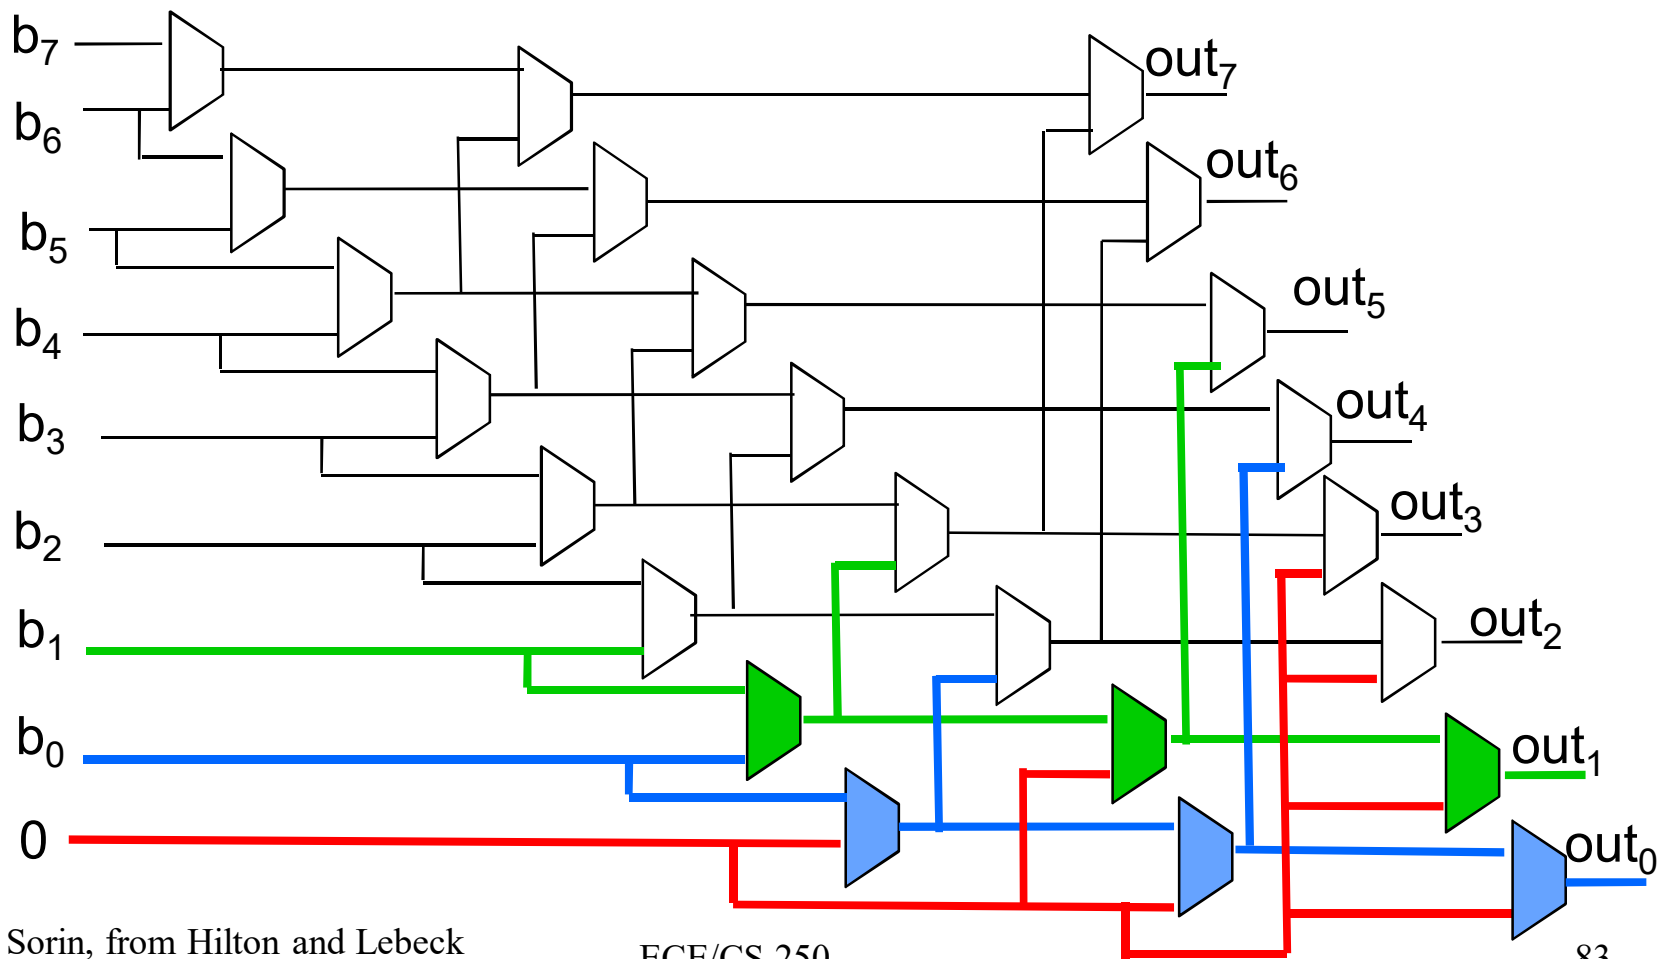 b7
out7
b6
out6
b5
out5
b4
out4
b3
out3
b2
out2
b1
out1
b0
0
out0
Sorin, from Hilton and Lebeck
ECE/CS 250
83